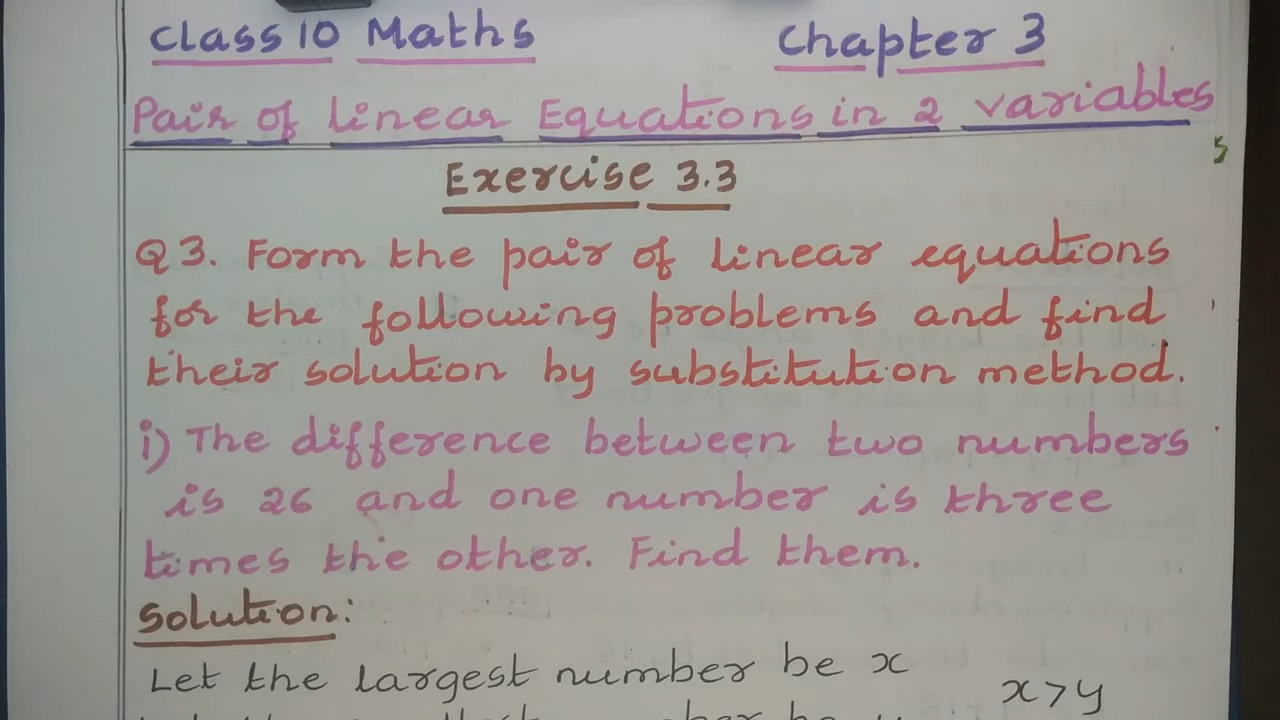 Class 10 Maths Chapter 3
Pair of linear Equations in 2 variables
Exercise 3.3
Q3. Form the pair of linear equations
for the following problems and find
their solution by substitution method.
i) The difference between two numbers
is 26 and one number is three
times the other. Find them.
Solution:
Let the largest number be x
x > y